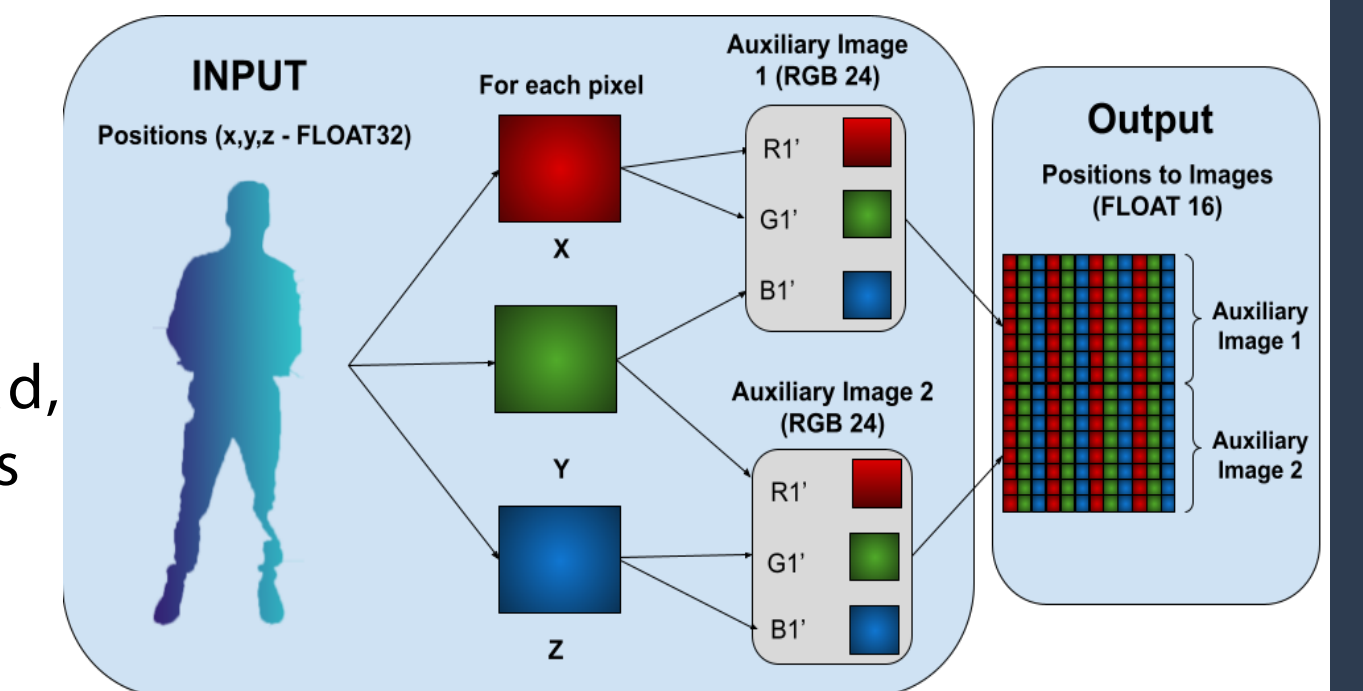 d,
s
INPUT
Positions (x,y,z - FLOAT32)
For each pixel
X
Y
Z
Auxiliary Image
1 (RGB 24)
R1’
G1’
B1’
Auxiliary Image 2
(RGB 24)
R1’
G1’
B1’
Output
Positions to Images
(FLOAT 16)
Auxiliary
Image 1
Auxiliary
Image 2